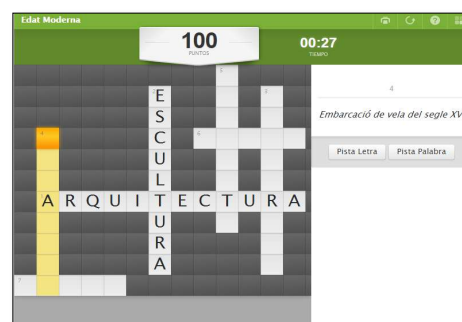 Edat Moderna
100
PUNTOS
00:27
TIEMPO
4
Embarcació de vela del segle XV
Pista Letra
Pista Palabra
ESCULTURA
ARQUITECTURA